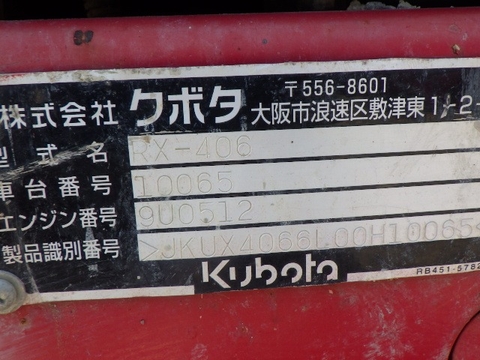 株式会社 クボタ 〒556-8601
大阪市浪速区敷津東1-2-
型式名 RX-406
車台番号 10065
エンジン番号 9U0512
製品識別番号 >JKUX4066L00H10065<
Kubota
RB451-5782